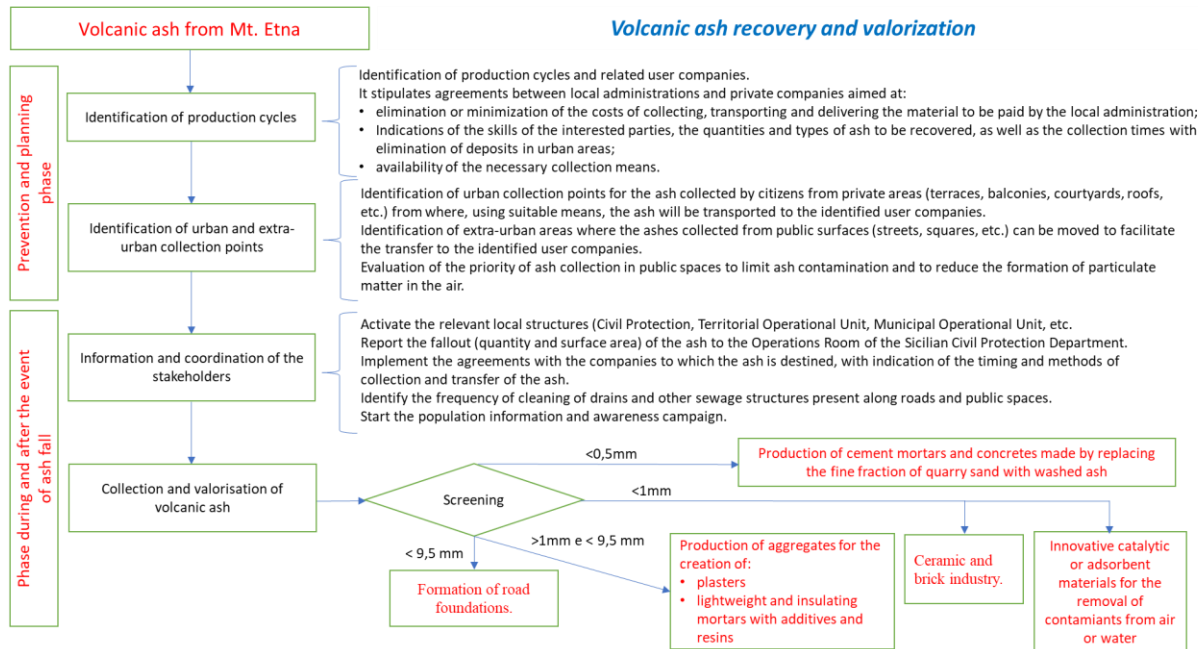 Volcanic ash from Mt. Etna
Volcanic ash recovery and valorization
Prevention and planning
phase
Identification of production cycles
Identification of production cycles and related user companies.
It stipulates agreements between local administrations and private companies aimed at:
• elimination or minimization of the costs of collecting, transporting and delivering the material to be paid by the local administration;
• Indications of the skills of the interested parties, the quantities and types of ash to be recovered, as well as the collection times with
elimination of deposits in urban areas;
• availability of the necessary collection means.
Identification of urban and extra-
urban collection points
Identification of urban collection points for the ash collected by citizens from private areas (terraces, balconies, courtyards, roofs,
etc.) from where, using suitable means, the ash will be transported to the identified user companies.
Identification of extra-urban areas where the ashes collected from public surfaces (streets, squares, etc.) can be moved to facilitate
the transfer to the identified user companies.
Evaluation of the priority of ash collection in public spaces to limit ash contamination and to reduce the formation of particulate
matter in the air.
Phase during and after the event
of ash fall
Information and coordination of the
stakeholders
Activate the relevant local structures (Civil Protection, Territorial Operational Unit, Municipal Operational Unit, etc.
Report the fallout (quantity and surface area) of the ash to the Operations Room of the Sicilian Civil Protection Department.
Implement the agreements with the companies to which the ash is destined, with indication of the timing and methods of
collection and transfer of the ash.
Identify the frequency of cleaning of drains and other sewage structures present along roads and public spaces.
Start the population information and awareness campaign.
Collection and valorisation of
volcanic ash
Screening
<0,5mm
Production of cement mortars and concretes made by replacing
the fine fraction of quarry sand with washed ash
<1mm
>1mm e < 9,5 mm
< 9,5 mm
Formation of road
foundations.
Production of aggregates for the
creation of:
• plasters
• lightweight and insulating
mortars with additives and
resins
Ceramic and
brick industry.
Innovative catalytic
or adsorbent
materials for the
removal of
contamiants from air
or water